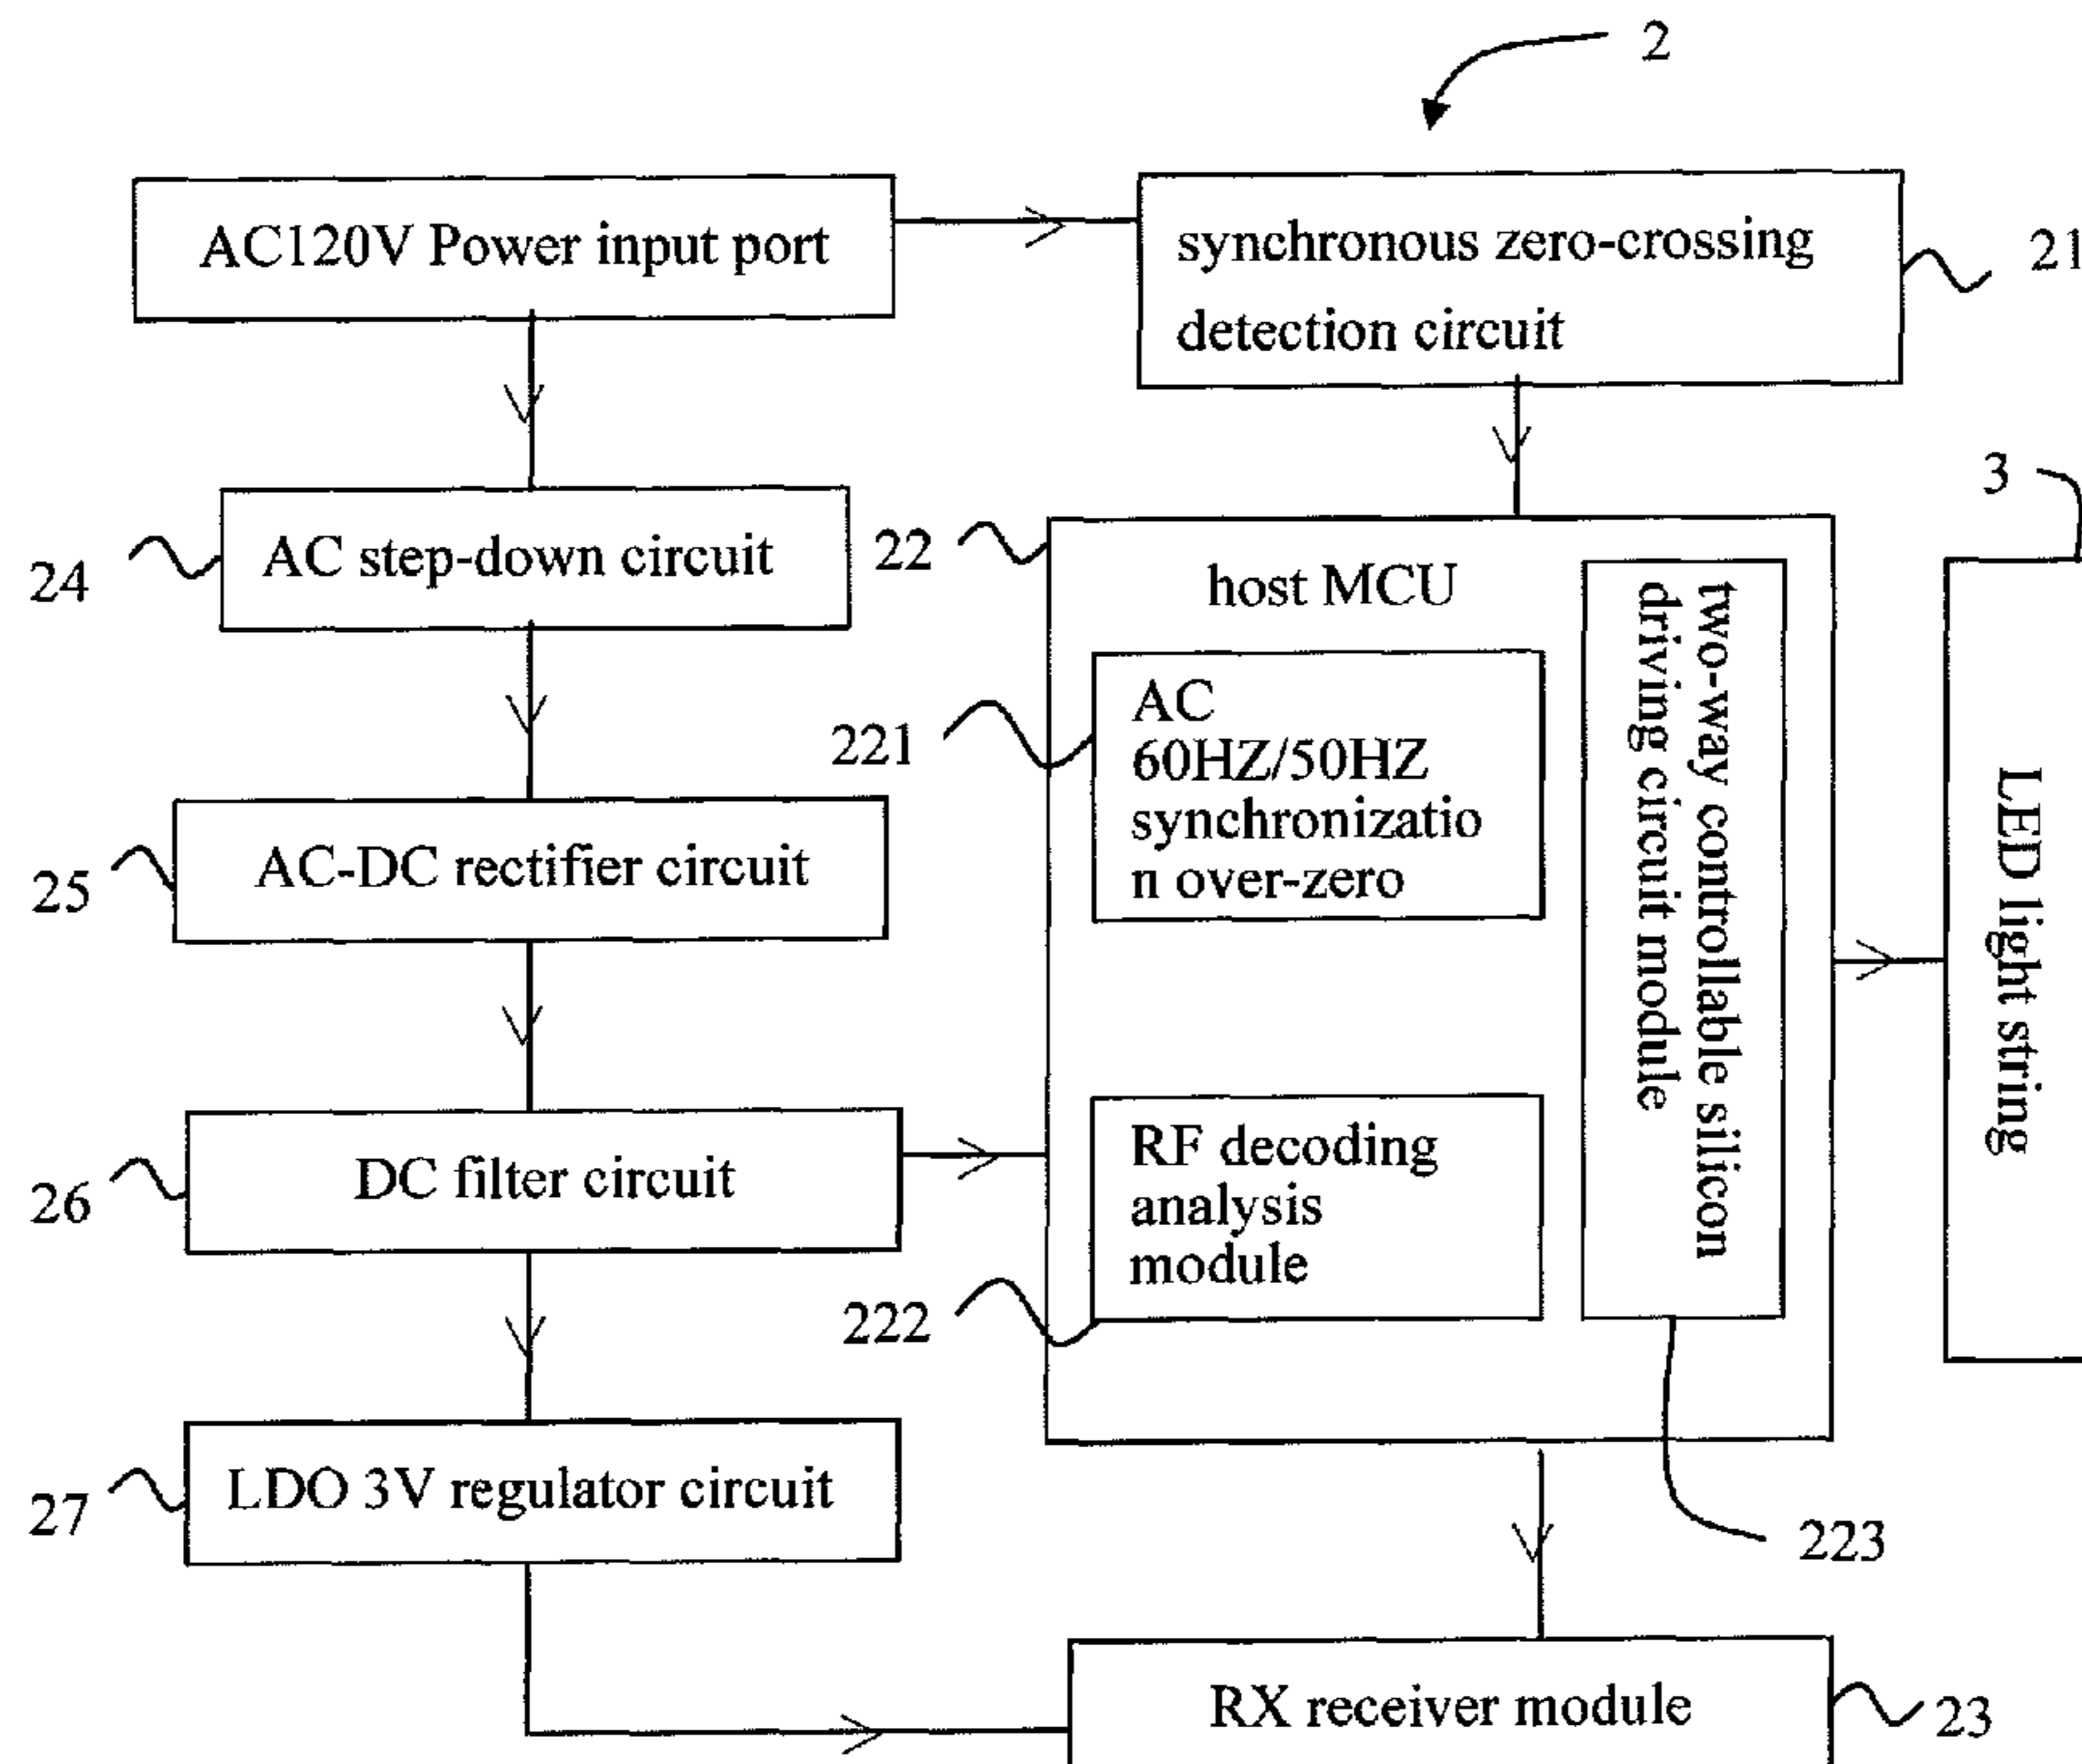 2
AC120V Power input port
synchronous zero-crossing
detection circuit
21
24
AC step-down circuit
22
host MCU
3
221
AC
60HZ/50HZ
synchronizatio
n over-zero
two-way controllable silicon
driving circuit module
LED light string
25
AC-DC rectifier circuit
26
DC filter circuit
RF decoding
analysis
module
222
27
LDO 3V regulator circuit
223
RX receiver module
23